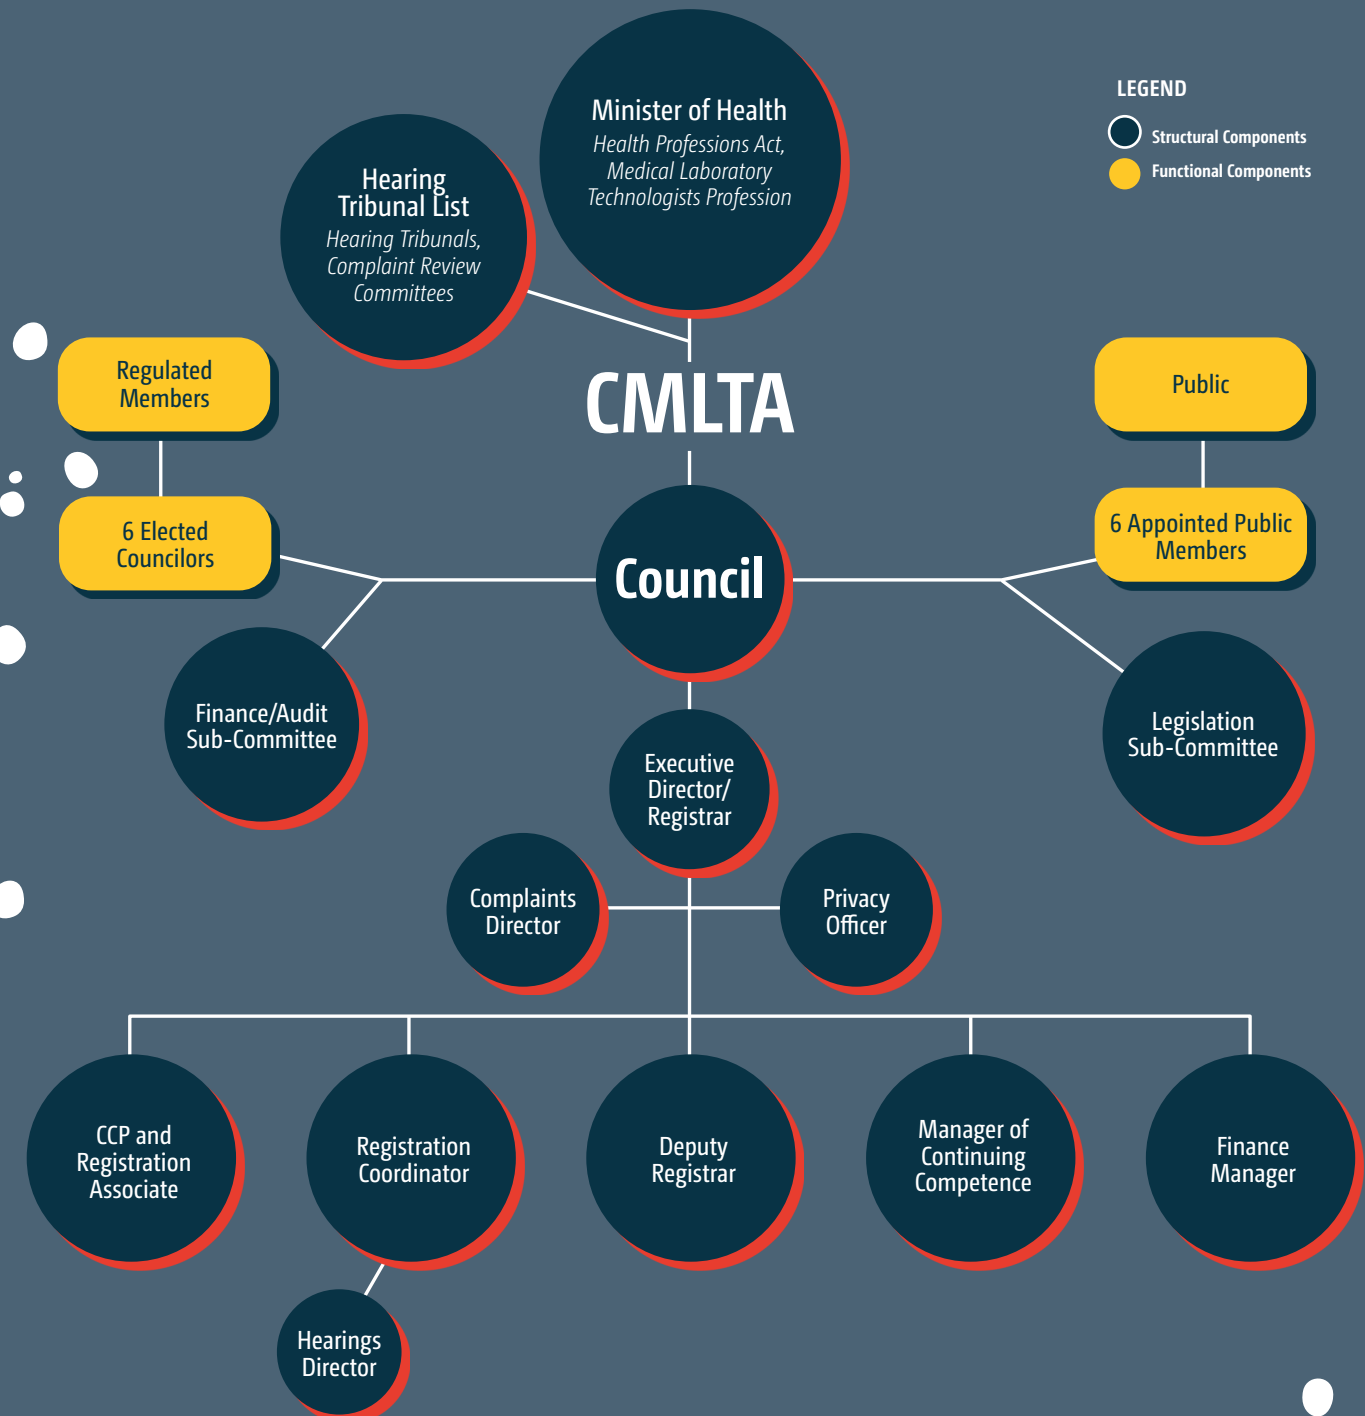 Minister of Health
Health Professions Act,
Medical Laboratory
Technologists Profession
LEGEND
Structural Components
Functional Components
Hearing
Tribunal List
Hearing Tribunals,
Complaint Review
Committees
Regulated
Members
CMLTA
Public
6 Elected
Councilors
Council
6 Appointed Public
Members
Finance/Audit
Sub-Committee
Executive
Director/
Registrar
Legislation
Sub-Committee
Complaints
Director
Privacy
Officer
CCP and
Registration
Associate
Registration
Coordinator
Deputy
Registrar
Manager of
Continuing
Competence
Finance
Manager
Hearings
Director